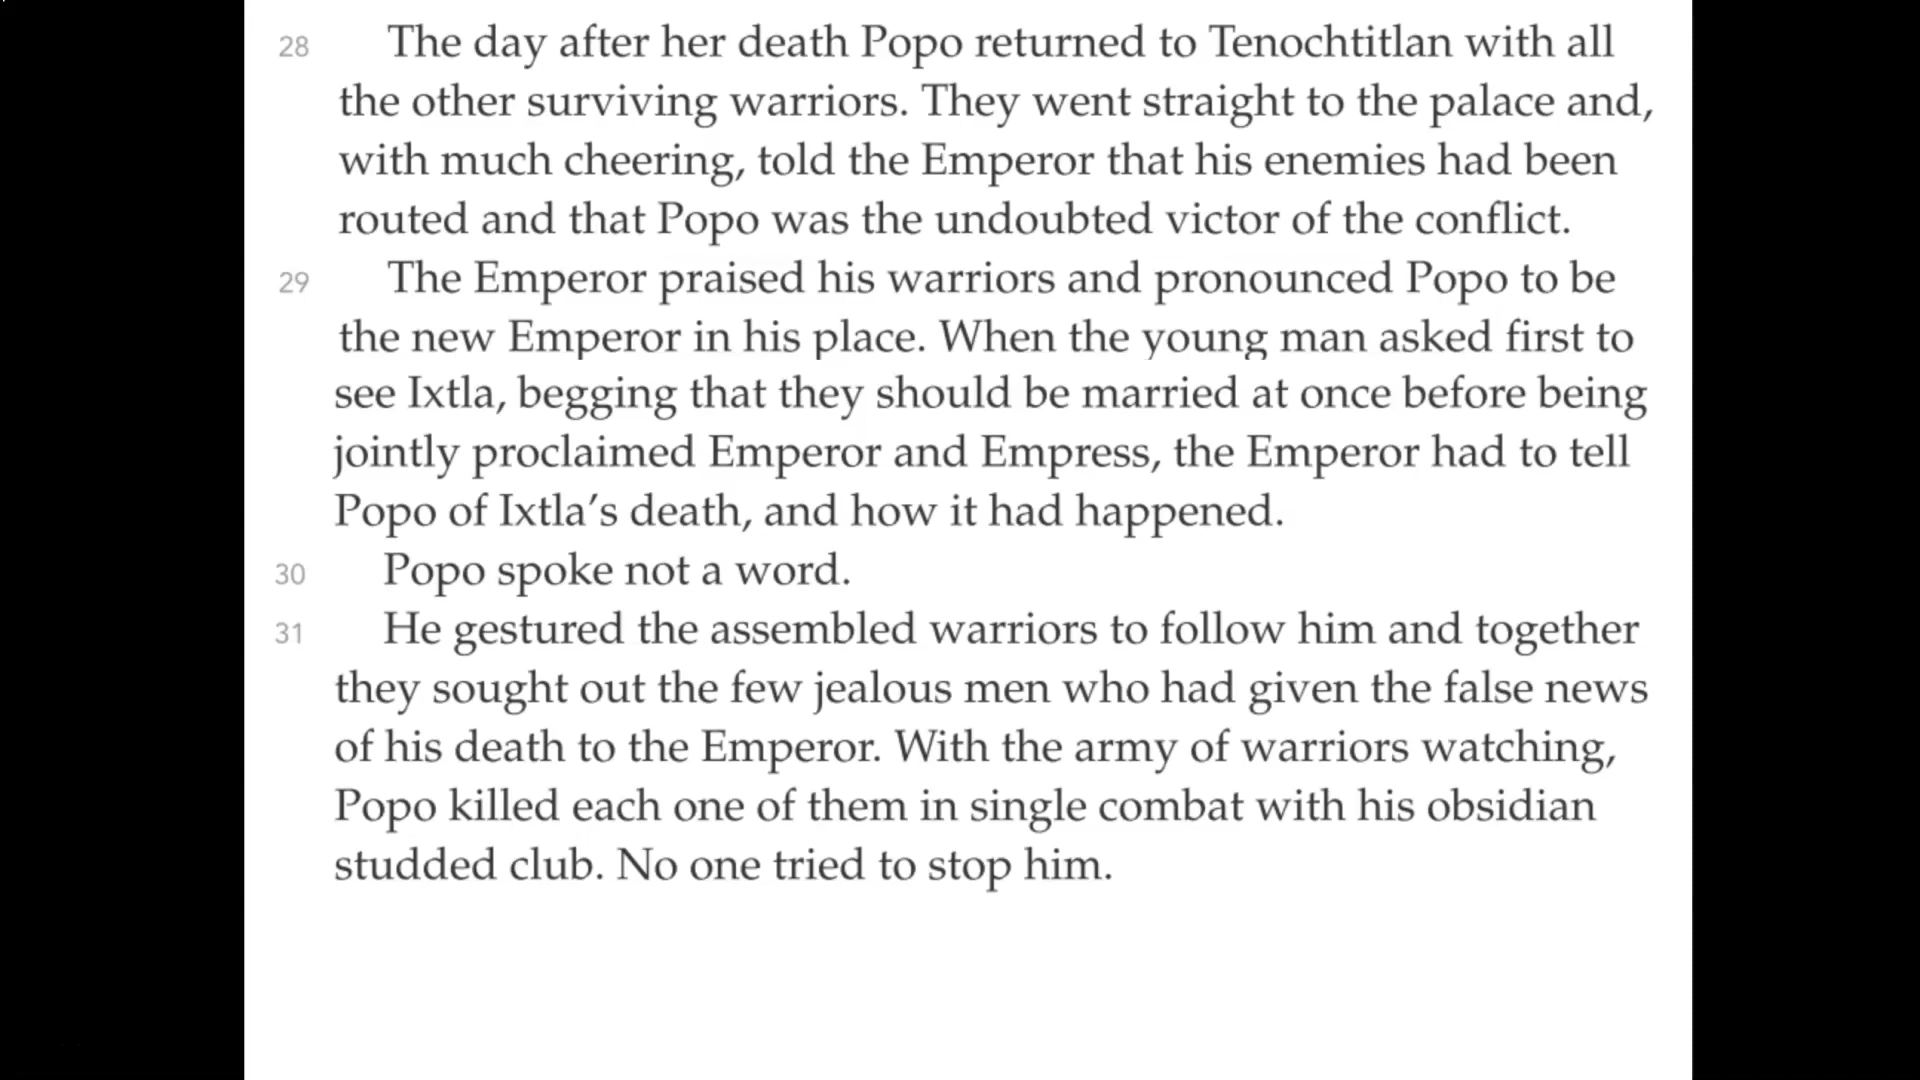 28 The day after her death Popo returned to Tenochtitlan with all
the other surviving warriors. They went straight to the palace and,
with much cheering, told the Emperor that his enemies had been
routed and that Popo was the undoubted victor of the conflict.
29 The Emperor praised his warriors and pronounced Popo to be
the new Emperor in his place. When the young man asked first to
see Ixtla, begging that they should be married at once before being
jointly proclaimed Emperor and Empress, the Emperor had to tell
Popo of Ixtla’s death, and how it had happened.
30 Popo spoke not a word.
31 He gestured the assembled warriors to follow him and together
they sought out the few jealous men who had given the false news
of his death to the Emperor. With the army of warriors watching,
Popo killed each one of them in single combat with his obsidian
studded club. No one tried to stop him.